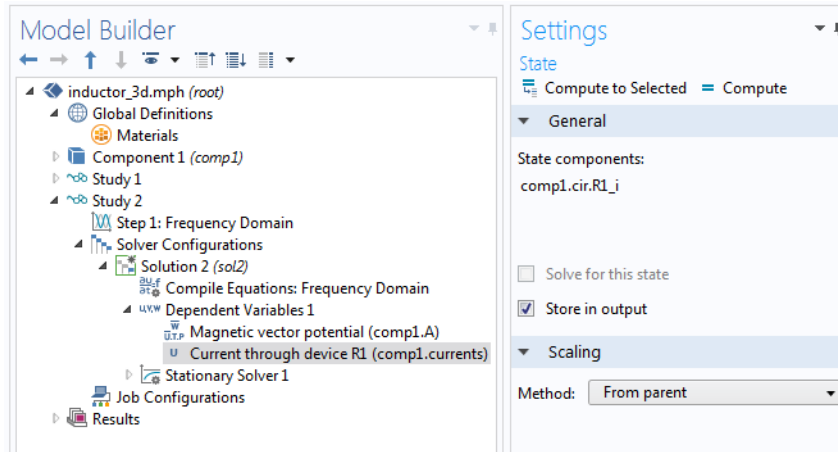 Model Builder
inductor_3d.mph (root)
Global Definitions
Materials
Component 1 (comp1)
Study 1
Study 2
Step 1: Frequency Domain
Solver Configurations
Solution 2 (sol2)
Compile Equations: Frequency Domain
Dependent Variables 1
Magnetic vector potential (comp1.A)
Current through device R1 (comp1.currents)
Stationary Solver 1
Job Configurations
Results
Settings
State
Compute to Selected = Compute
General
State components:
comp1.cir.R1_i
Solve for this state
Store in output
Scaling
Method: From parent